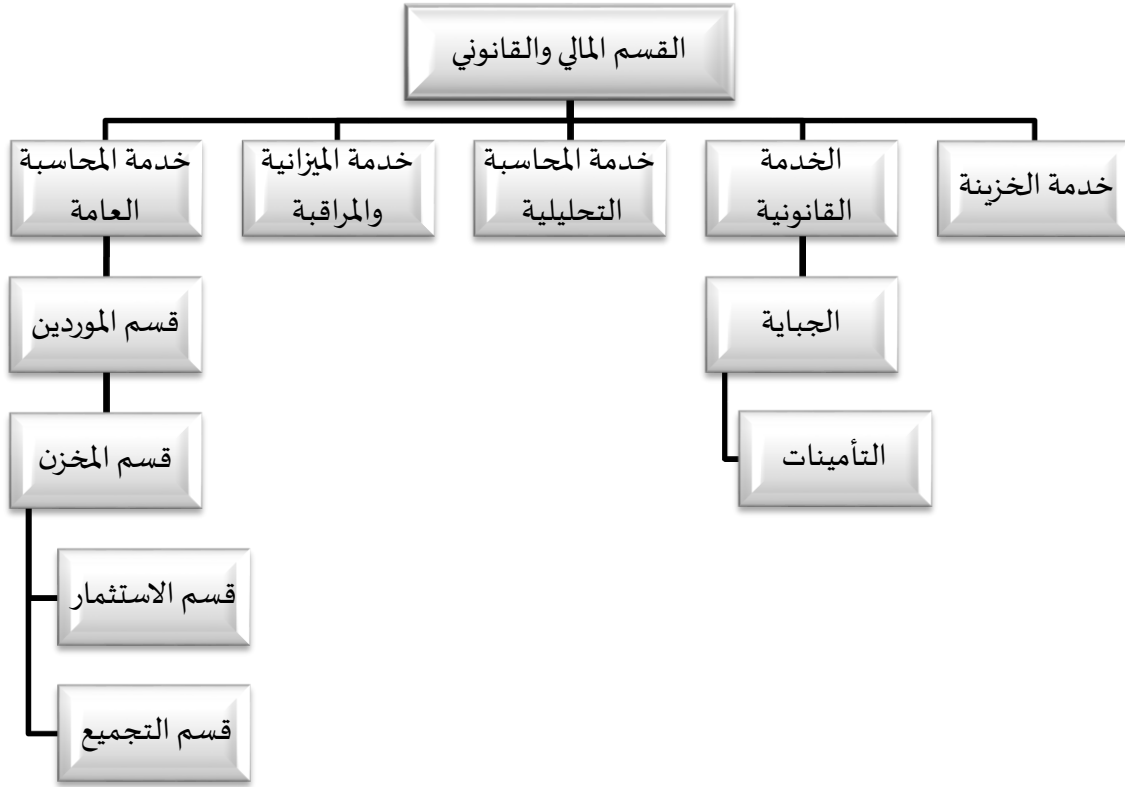 القسم المالي والقانوني
خدمة الخزينة
الخدمة
القانونية
خدمة المحاسبة
التحليلية
خدمة الميزانية
والمراقبة
خدمة المحاسبة
العامة
الجباية
قسم الموردين
التأمينات
قسم المخزن
قسم الاستثمار
قسم التجميع